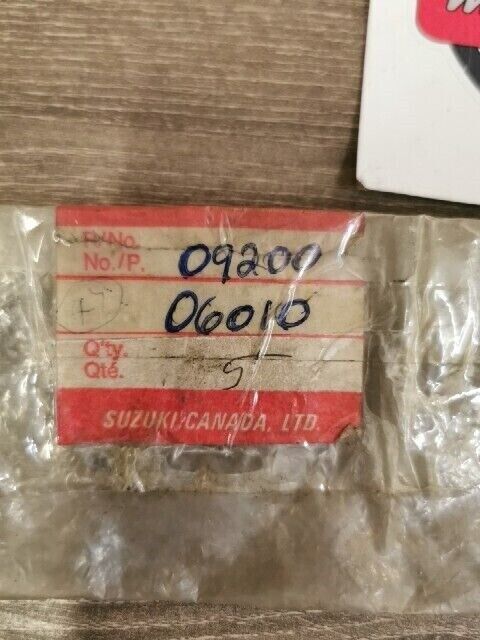 P/No.
No./P. 09200
06010
Q'ty.
Qté. 5
SUZUKI CANADA, LTD.